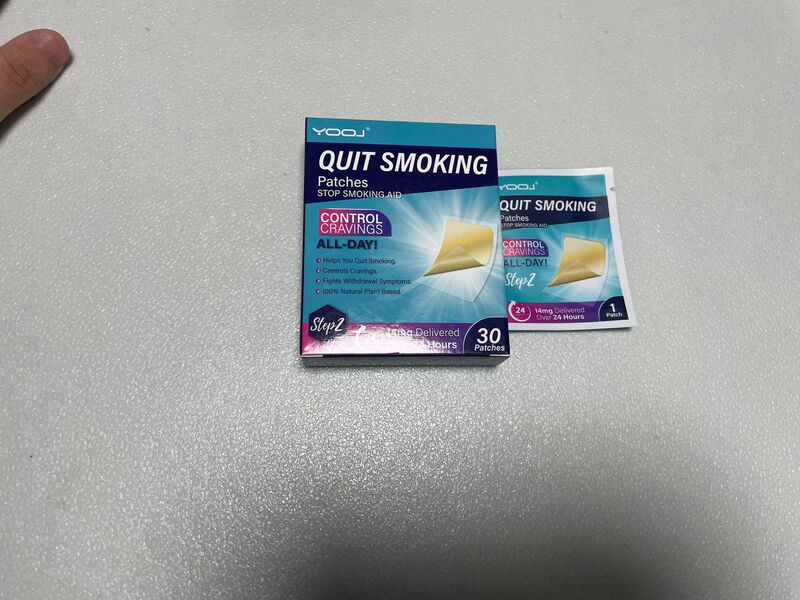 YOOJ®
QUIT SMOKING
Patches
STOP SMOKING AID
CONTROL
CRAVINGS
ALL-DAY!
Helps You Quit Smoking.
Controls Cravings.
Fights Withdrawal Symptoms.
100% Natural Plant Based.
Step2
14mg Delivered
Hours
30
Patches
YOOJ®
QUIT SMOKING
Patches
STOP SMOKING AID
CONTROL
CRAVINGS
ALL-DAY!
Step2
24
14mg Delivered
Over 24 Hours
1
Patch